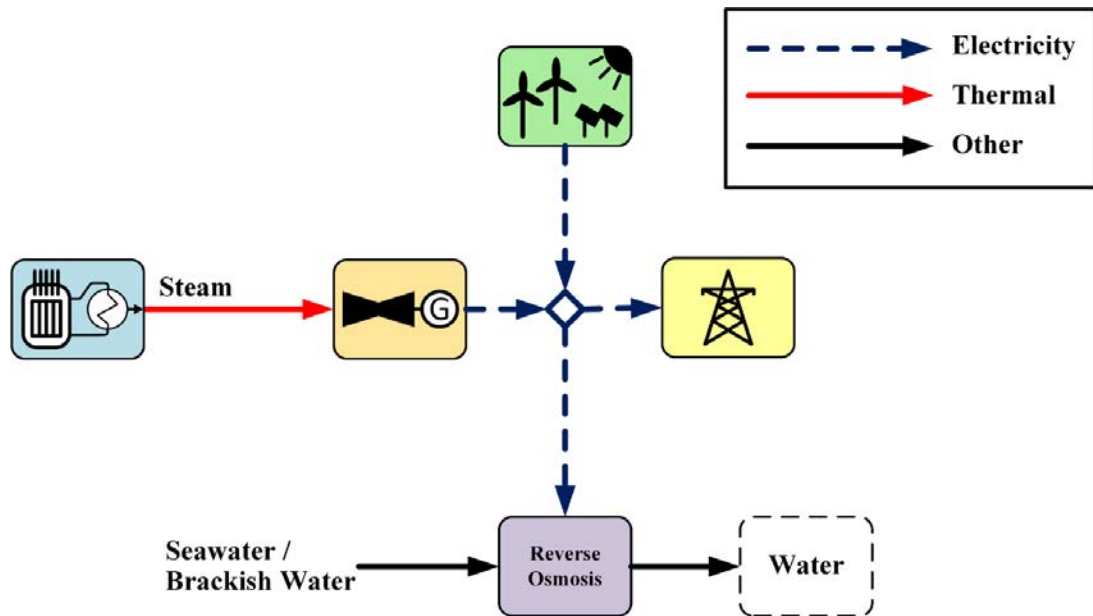 Electricity
Thermal
Other
Steam
G
Seawater /
Brackish Water
Reverse
Osmosis
Water